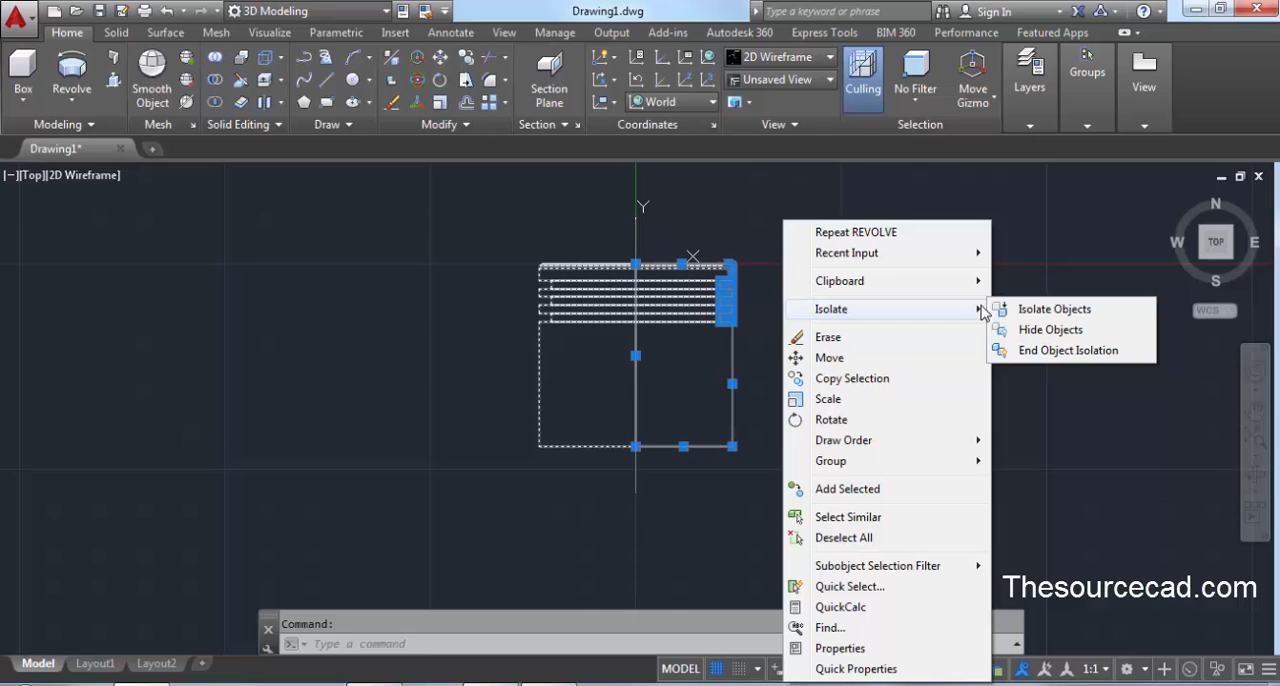 3D Modeling
Drawing1.dwg
Type a keyword or phrase
Sign In
Home Solid Surface Mesh Visualize Parametric Insert Annotate View Manage Output Add-ins Autodesk 360 Express Tools BIM 360 Performance Featured Apps
Box
Revolve
Smooth
Object
Section
Plane
2D Wireframe
Unsaved View
World
Culling
No Filter
Move
Gizmo
Layers
Groups
View
Modeling
Mesh
Solid Editing
Draw
Modify
Section
Coordinates
View
Selection
Drawing1*
[−][Top][2D Wireframe]
Y
N
W
TOP
E
S
WCS
Repeat REVOLVE
Recent Input
Clipboard
Isolate
Isolate Objects
Hide Objects
End Object Isolation
Erase
Move
Copy Selection
Scale
Rotate
Draw Order
Group
Add Selected
Select Similar
Deselect All
Subobject Selection Filter
Quick Select...
QuickCalc
Find...
Properties
Quick Properties
Thesourcecad.com
Command:
Type a command
Model
Layout1
Layout2
MODEL
1:1